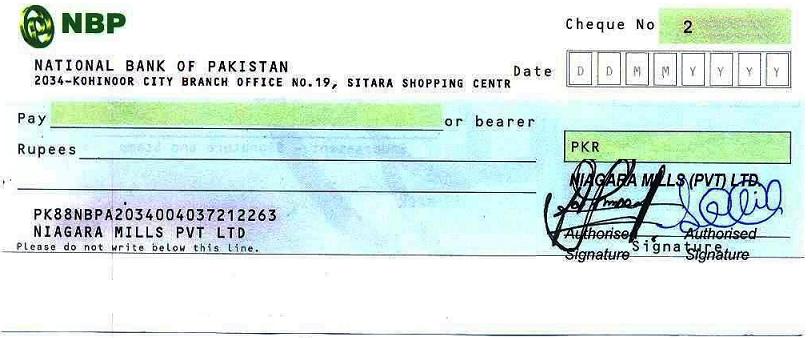 NBP
Cheque No 2
NATIONAL BANK OF PAKISTAN
2034-KOHINOOR CITY BRANCH OFFICE NO.19, SITARA SHOPPING CENTR
Date D D M M Y Y Y Y
Pay or bearer
Rupees
PKR
NIAGARA MILLS (PVT) LTD.
PK88NBPA2034004037212263
NIAGARA MILLS PVT LTD
Authorised Authorised
Please do not write below this line.
Signature
Signature Signature